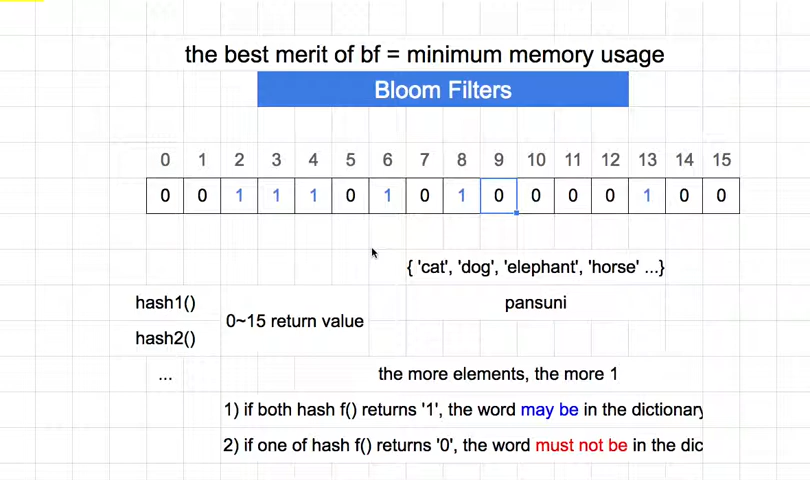 the best merit of bf = minimum memory usage
Bloom Filters
0 1 2 3 4 5 6 7 8 9 10 11 12 13 14 15
0 0 1 1 1 0 1 0 1 0 0 0 0 1 0 0
{ 'cat', 'dog', 'elephant', 'horse' ...}
hash1()
pansuni
0~15 return value
hash2()
...
the more elements, the more 1
1) if both hash f() returns '1', the word may be in the dictionary
2) if one of hash f() returns '0', the word must not be in the dic